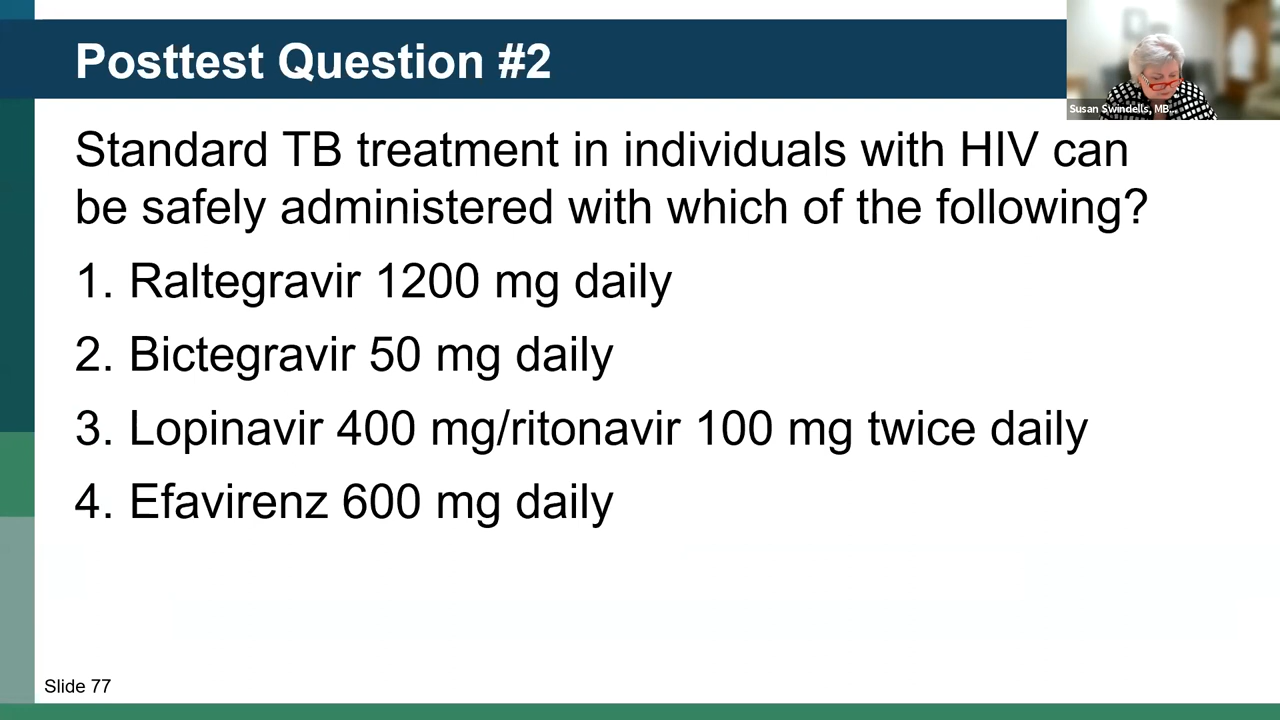 Posttest Question #2
Susan Swindells, MB...
Standard TB treatment in individuals with HIV can
be safely administered with which of the following?
1. Raltegravir 1200 mg daily
2. Bictegravir 50 mg daily
3. Lopinavir 400 mg/ritonavir 100 mg twice daily
4. Efavirenz 600 mg daily
Slide 77